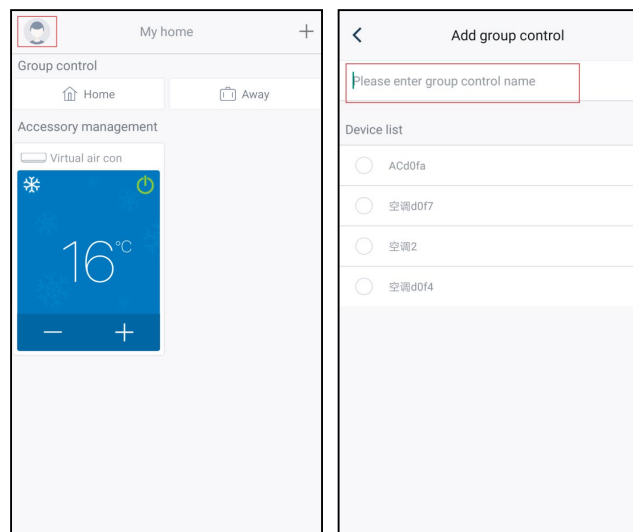 My home
+
Group control
Home
Away
Accessory management
Virtual air con
16°C
— +
Add group control
Please enter group control name
Device list
ACd0fa
空调d0f7
空调2
空调d0f4